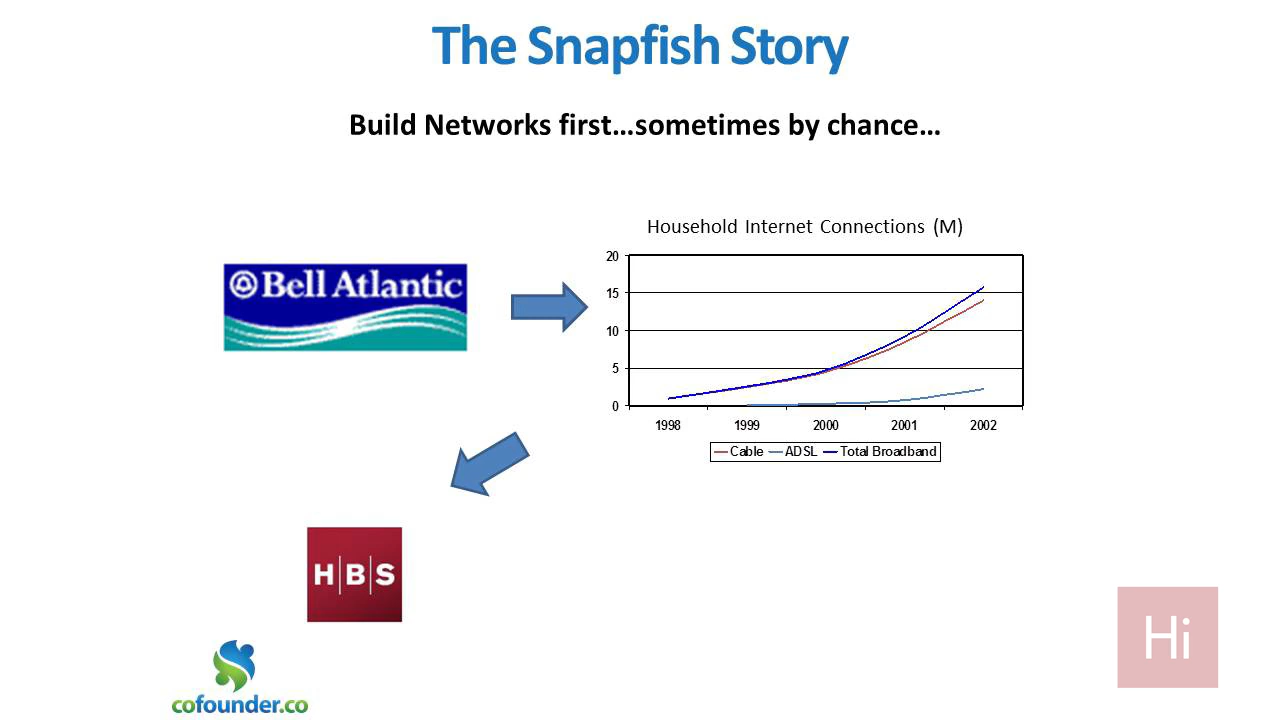 The Snapfish Story
Build Networks first...sometimes by chance...
Household Internet Connections (M)
Bell Atlantic
20
15
10
5
0
1998 1999 2000 2001 2002
Cable ADSL Total Broadband
H|B|S
Hi
cofounder.co